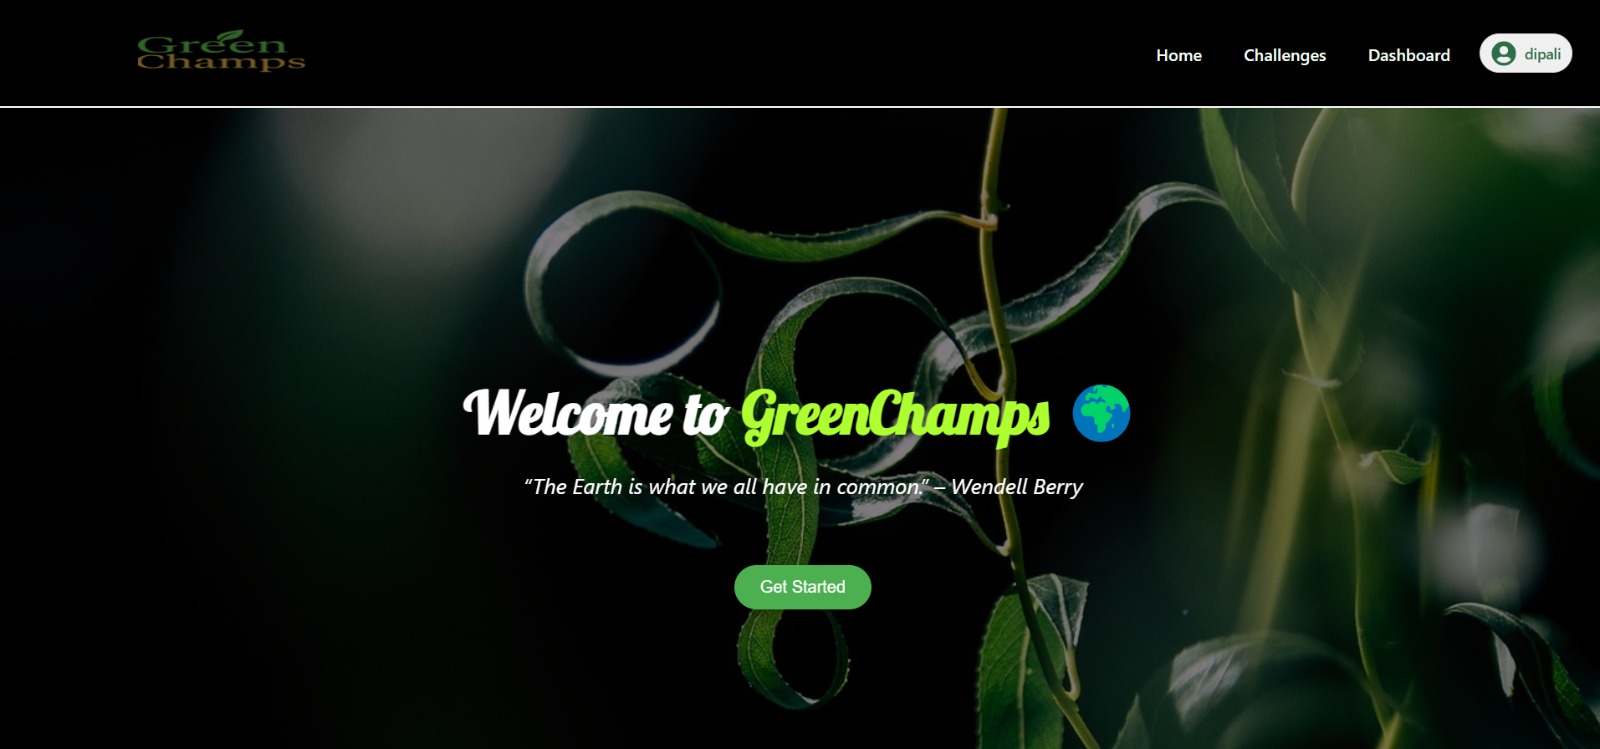 Green
Champs
Home
Challenges
Dashboard
dipali
Welcome to GreenChamps 🌍
“The Earth is what we all have in common.” – Wendell Berry
Get Started